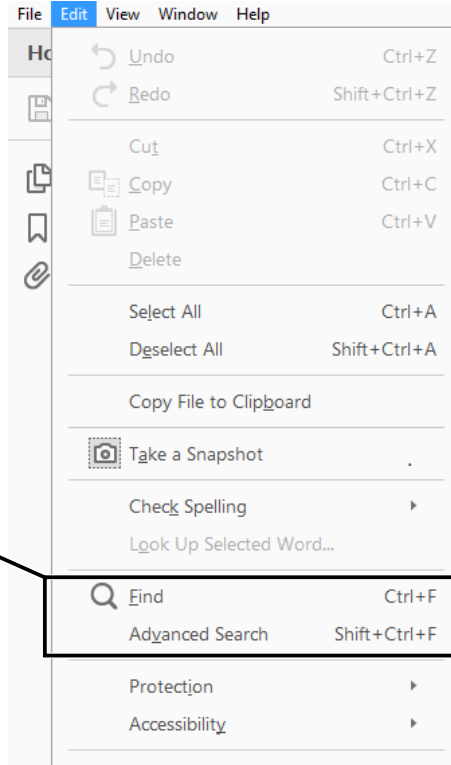 File Edit View Window Help
Undo Ctrl+Z
Redo Shift+Ctrl+Z
Cut Ctrl+X
Copy Ctrl+C
Paste Ctrl+V
Delete
Select All Ctrl+A
Deselect All Shift+Ctrl+A
Copy File to Clipboard
Take a Snapshot
Check Spelling
Look Up Selected Word...
Find Ctrl+F
Advanced Search Shift+Ctrl+F
Protection
Accessibility